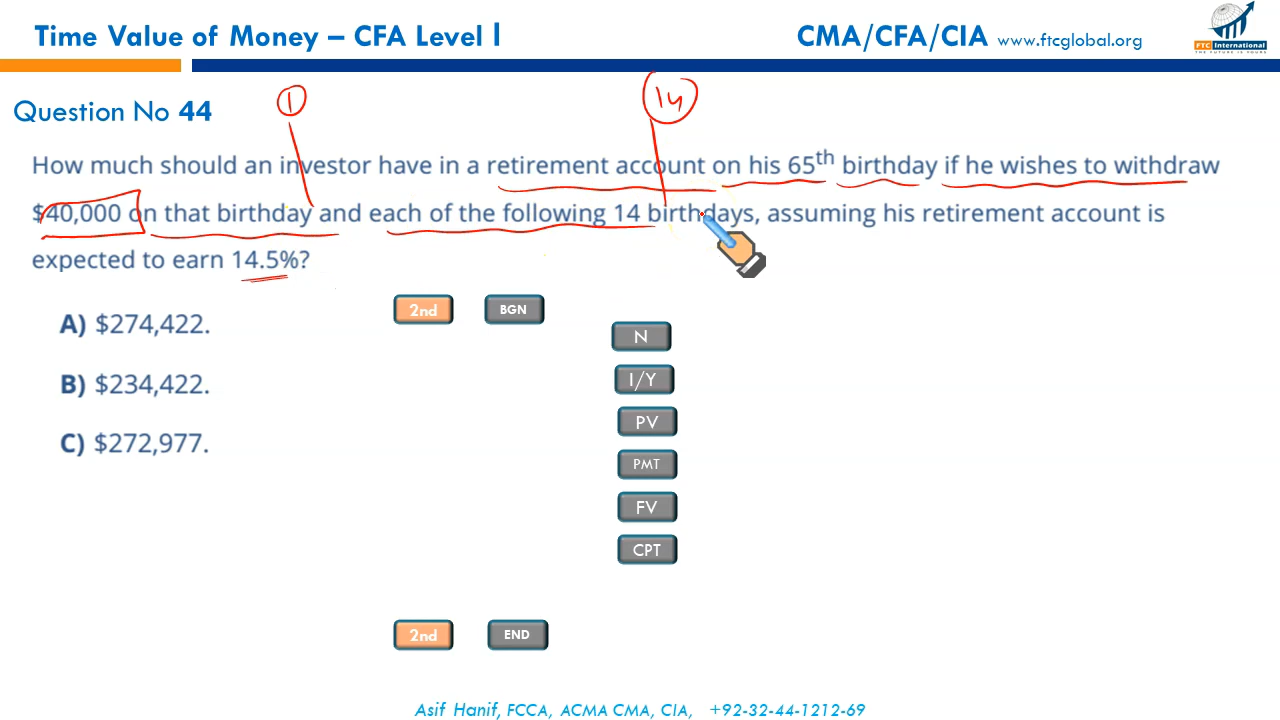 Time Value of Money – CFA Level I
CMA/CFA/CIA www.ftcglobal.org
FTC International
THE FUTURE IS YOURS
Question No 44
1
14
How much should an investor have in a retirement account on his 65th birthday if he wishes to withdraw
$40,000 on that birthday and each of the following 14 birthdays, assuming his retirement account is
expected to earn 14.5%?
A) $274,422.
B) $234,422.
C) $272,977.
2nd
BGN
N
I/Y
PV
PMT
FV
CPT
2nd
END
Asif Hanif, FCCA, ACMA CMA, CIA, +92-32-44-1212-69